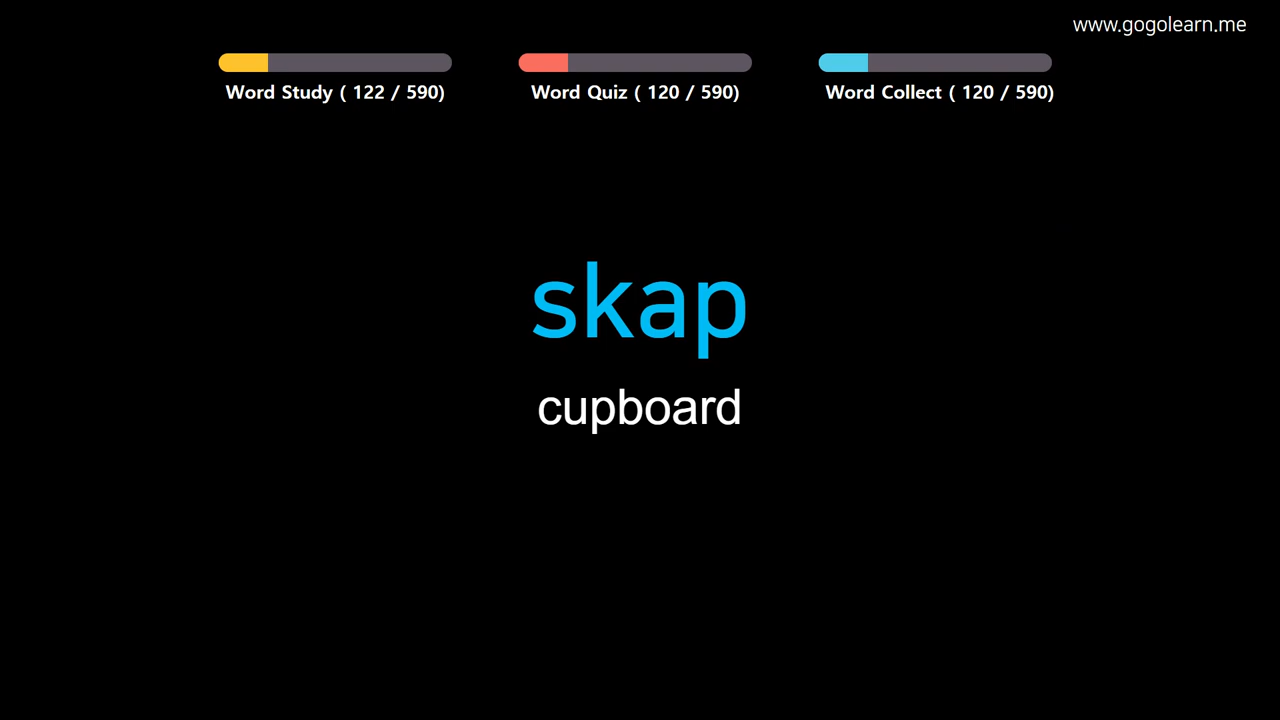 www.gogolearn.me
Word Study ( 122 / 590)
Word Quiz ( 120 / 590)
Word Collect ( 120 / 590)
skap
cupboard